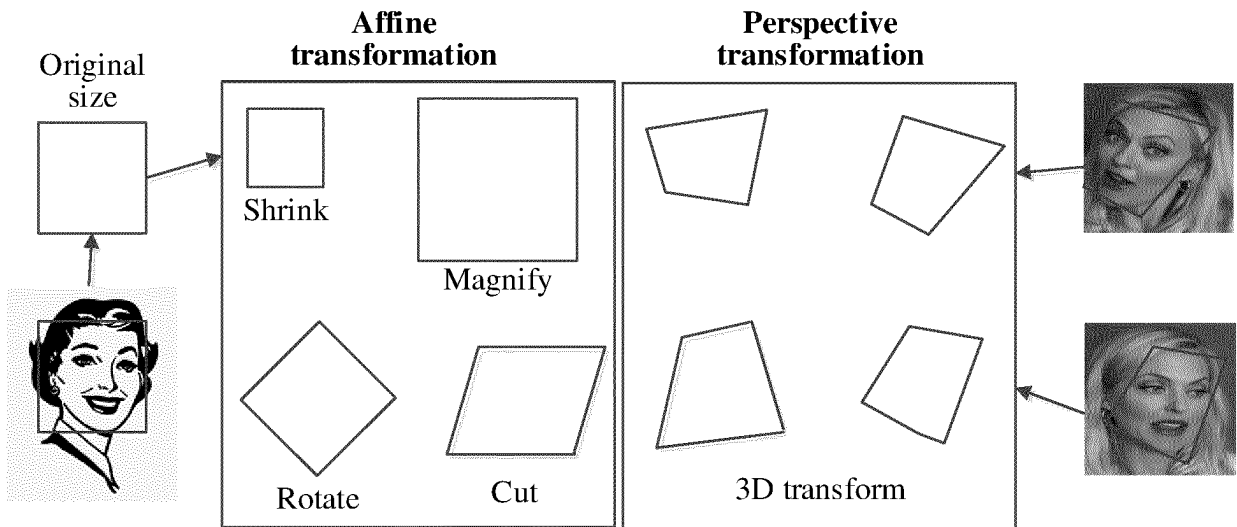 Affine
transformation
Perspective
transformation
Original
size
Shrink
Magnify
Rotate
Cut
3D transform